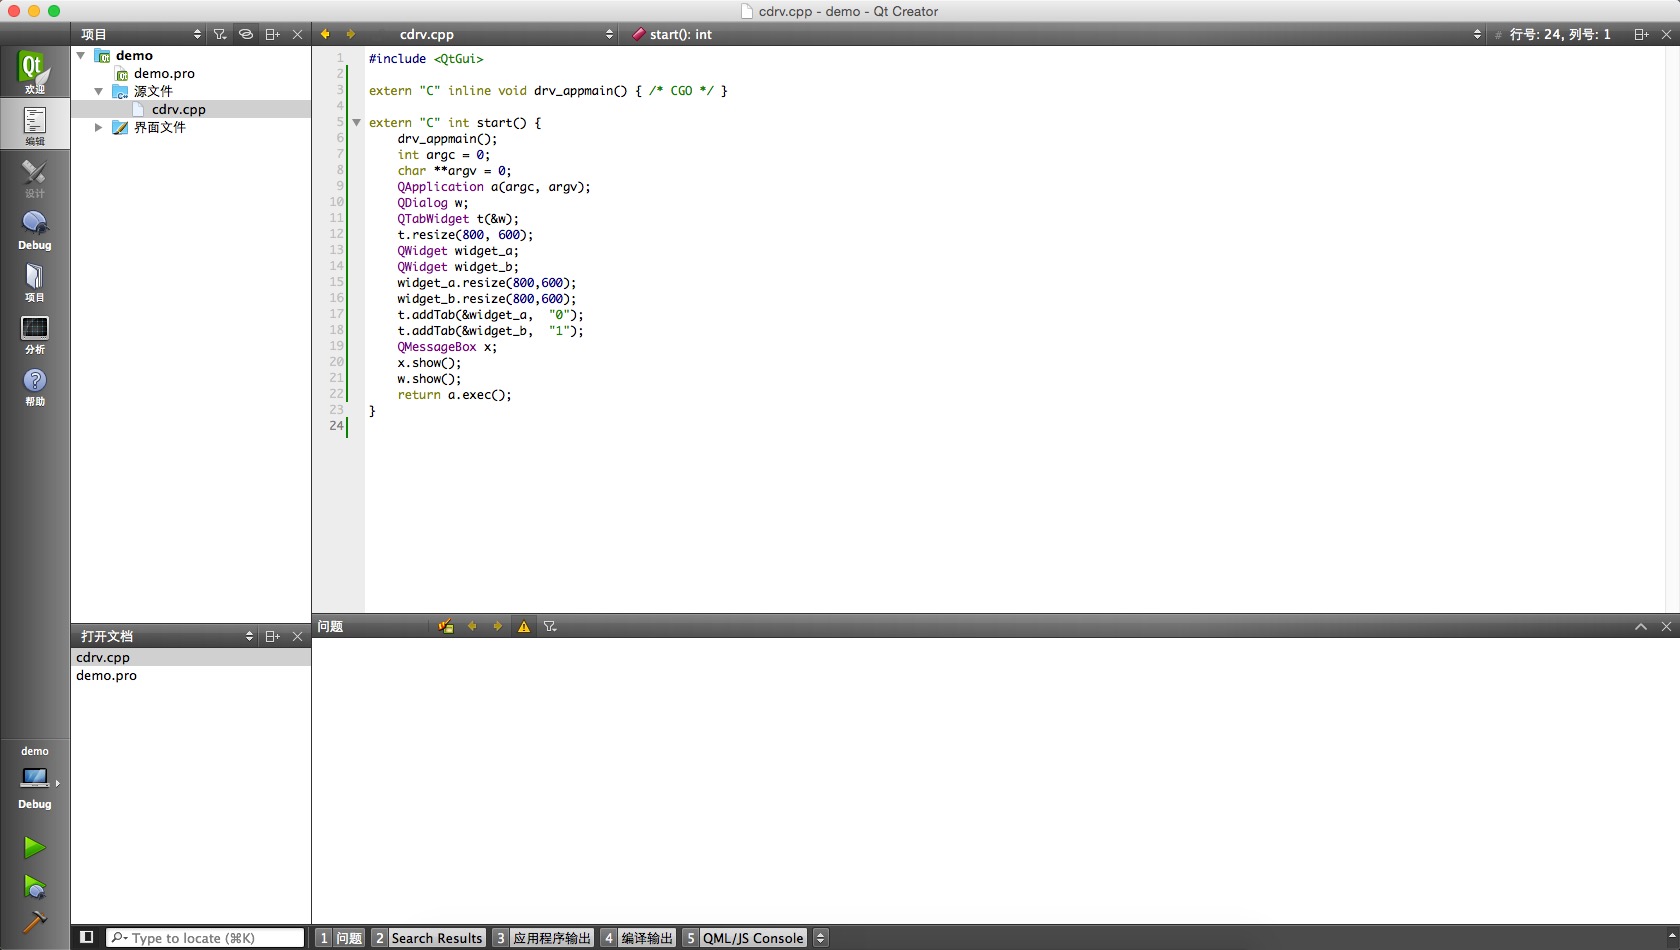 cdrv.cpp - demo - Qt Creator
项目
cdrv.cpp
start(): int
# 行号: 24, 列号: 1
Qt
欢迎
编辑
设计
Debug
项目
分析
帮助
demo
demo.pro
源文件
cdrv.cpp
界面文件
1 #include <QtGui>
2
3 extern "C" inline void drv_appmain() { /* CGO */ }
4
5 extern "C" int start() {
6 drv_appmain();
7 int argc = 0;
8 char **argv = 0;
9 QApplication a(argc, argv);
10 QDialog w;
11 QTabWidget t(&w);
12 t.resize(800, 600);
13 QWidget widget_a;
14 QWidget widget_b;
15 widget_a.resize(800,600);
16 widget_b.resize(800,600);
17 t.addTab(&widget_a,  "0");
18 t.addTab(&widget_b,  "1");
19 QMessageBox x;
20 x.show();
21 w.show();
22 return a.exec();
23 }
24
打开文档
cdrv.cpp
demo.pro
问题
demo
Debug
Type to locate (⌘K)
1 问题
2 Search Results
3 应用程序输出
4 编译输出
5 QML/JS Console